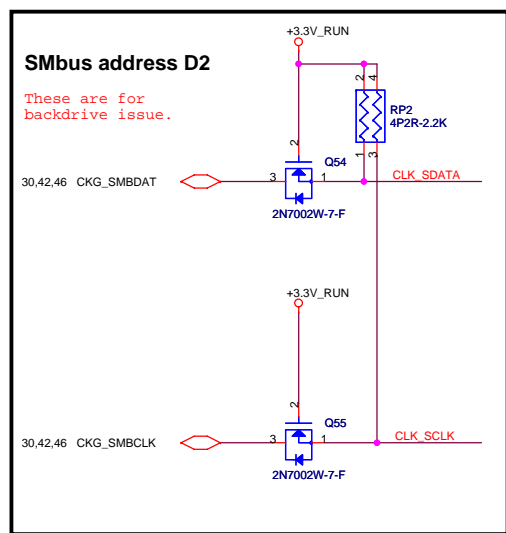 +3.3V_RUN
SMbus address D2
These are for
backdrive issue.
2 4
RP2
4P2R-2.2K
2
1 3
Q54
30,42,46 CKG_SMBDAT 3 1 CLK_SDATA
2N7002W-7-F
+3.3V_RUN
2
Q55
30,42,46 CKG_SMBCLK 3 1 CLK_SCLK
2N7002W-7-F